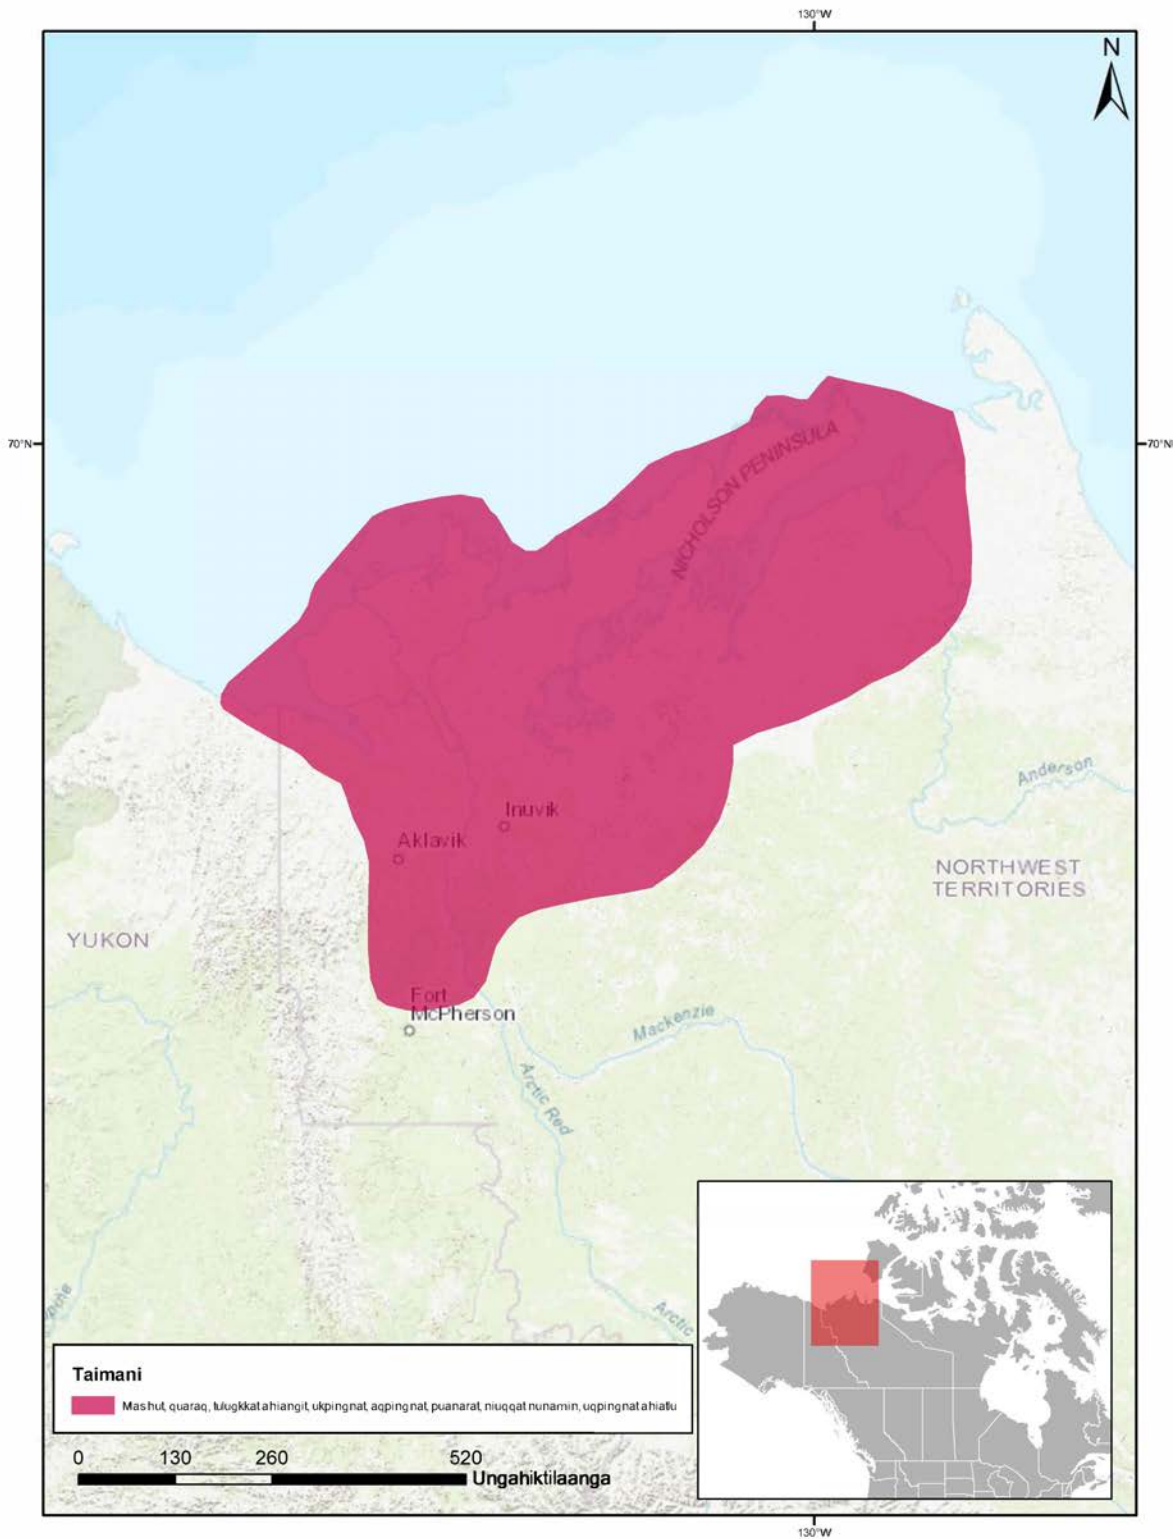 130°W
N
70°N
70°N
NICHOLSON PENINSULA
Anderson
Inuvik
Aklavik
NORTHWEST
TERRITORIES
YUKON
Fort
McPherson
Mackenzie
Arctic Red
Arctic
Taimani
Mashut, quaraq, tulugkkat ahiangit, ukpingnat, aqpingnat, puanarat, niuqqat nunamin, uqpingnat ahiatlu
0 130 260 520
Ungahiktilaanga
130°W